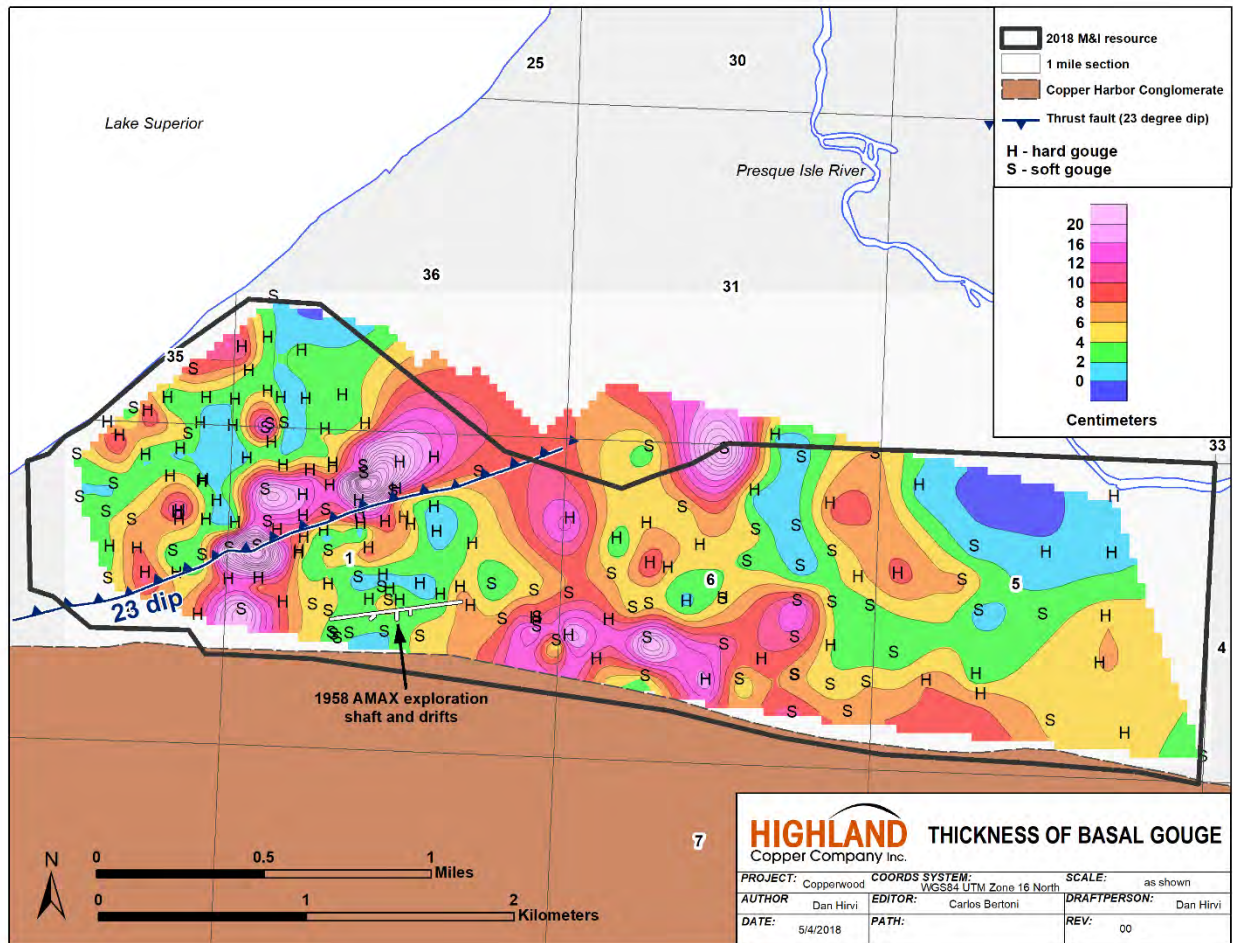 25
30
Lake Superior
Presque Isle River
36
31
35
33
1
6
5
4
7
23 dip
1958 AMAX exploration
shaft and drifts
2018 M&I resource
1 mile section
Copper Harbor Conglomerate
Thrust fault (23 degree dip)
H - hard gouge
S - soft gouge
20
16
12
10
8
6
4
2
0
Centimeters
N
0 0.5 1
Miles
0 1 2
Kilometers
HIGHLAND
Copper Company Inc.
THICKNESS OF BASAL GOUGE
PROJECT: Copperwood COORDS SYSTEM: WGS84 UTM Zone 16 North SCALE: as shown
AUTHOR Dan Hirvi EDITOR: Carlos Bertoni DRAFTPERSON: Dan Hirvi
DATE: 5/4/2018 PATH: REV: 00